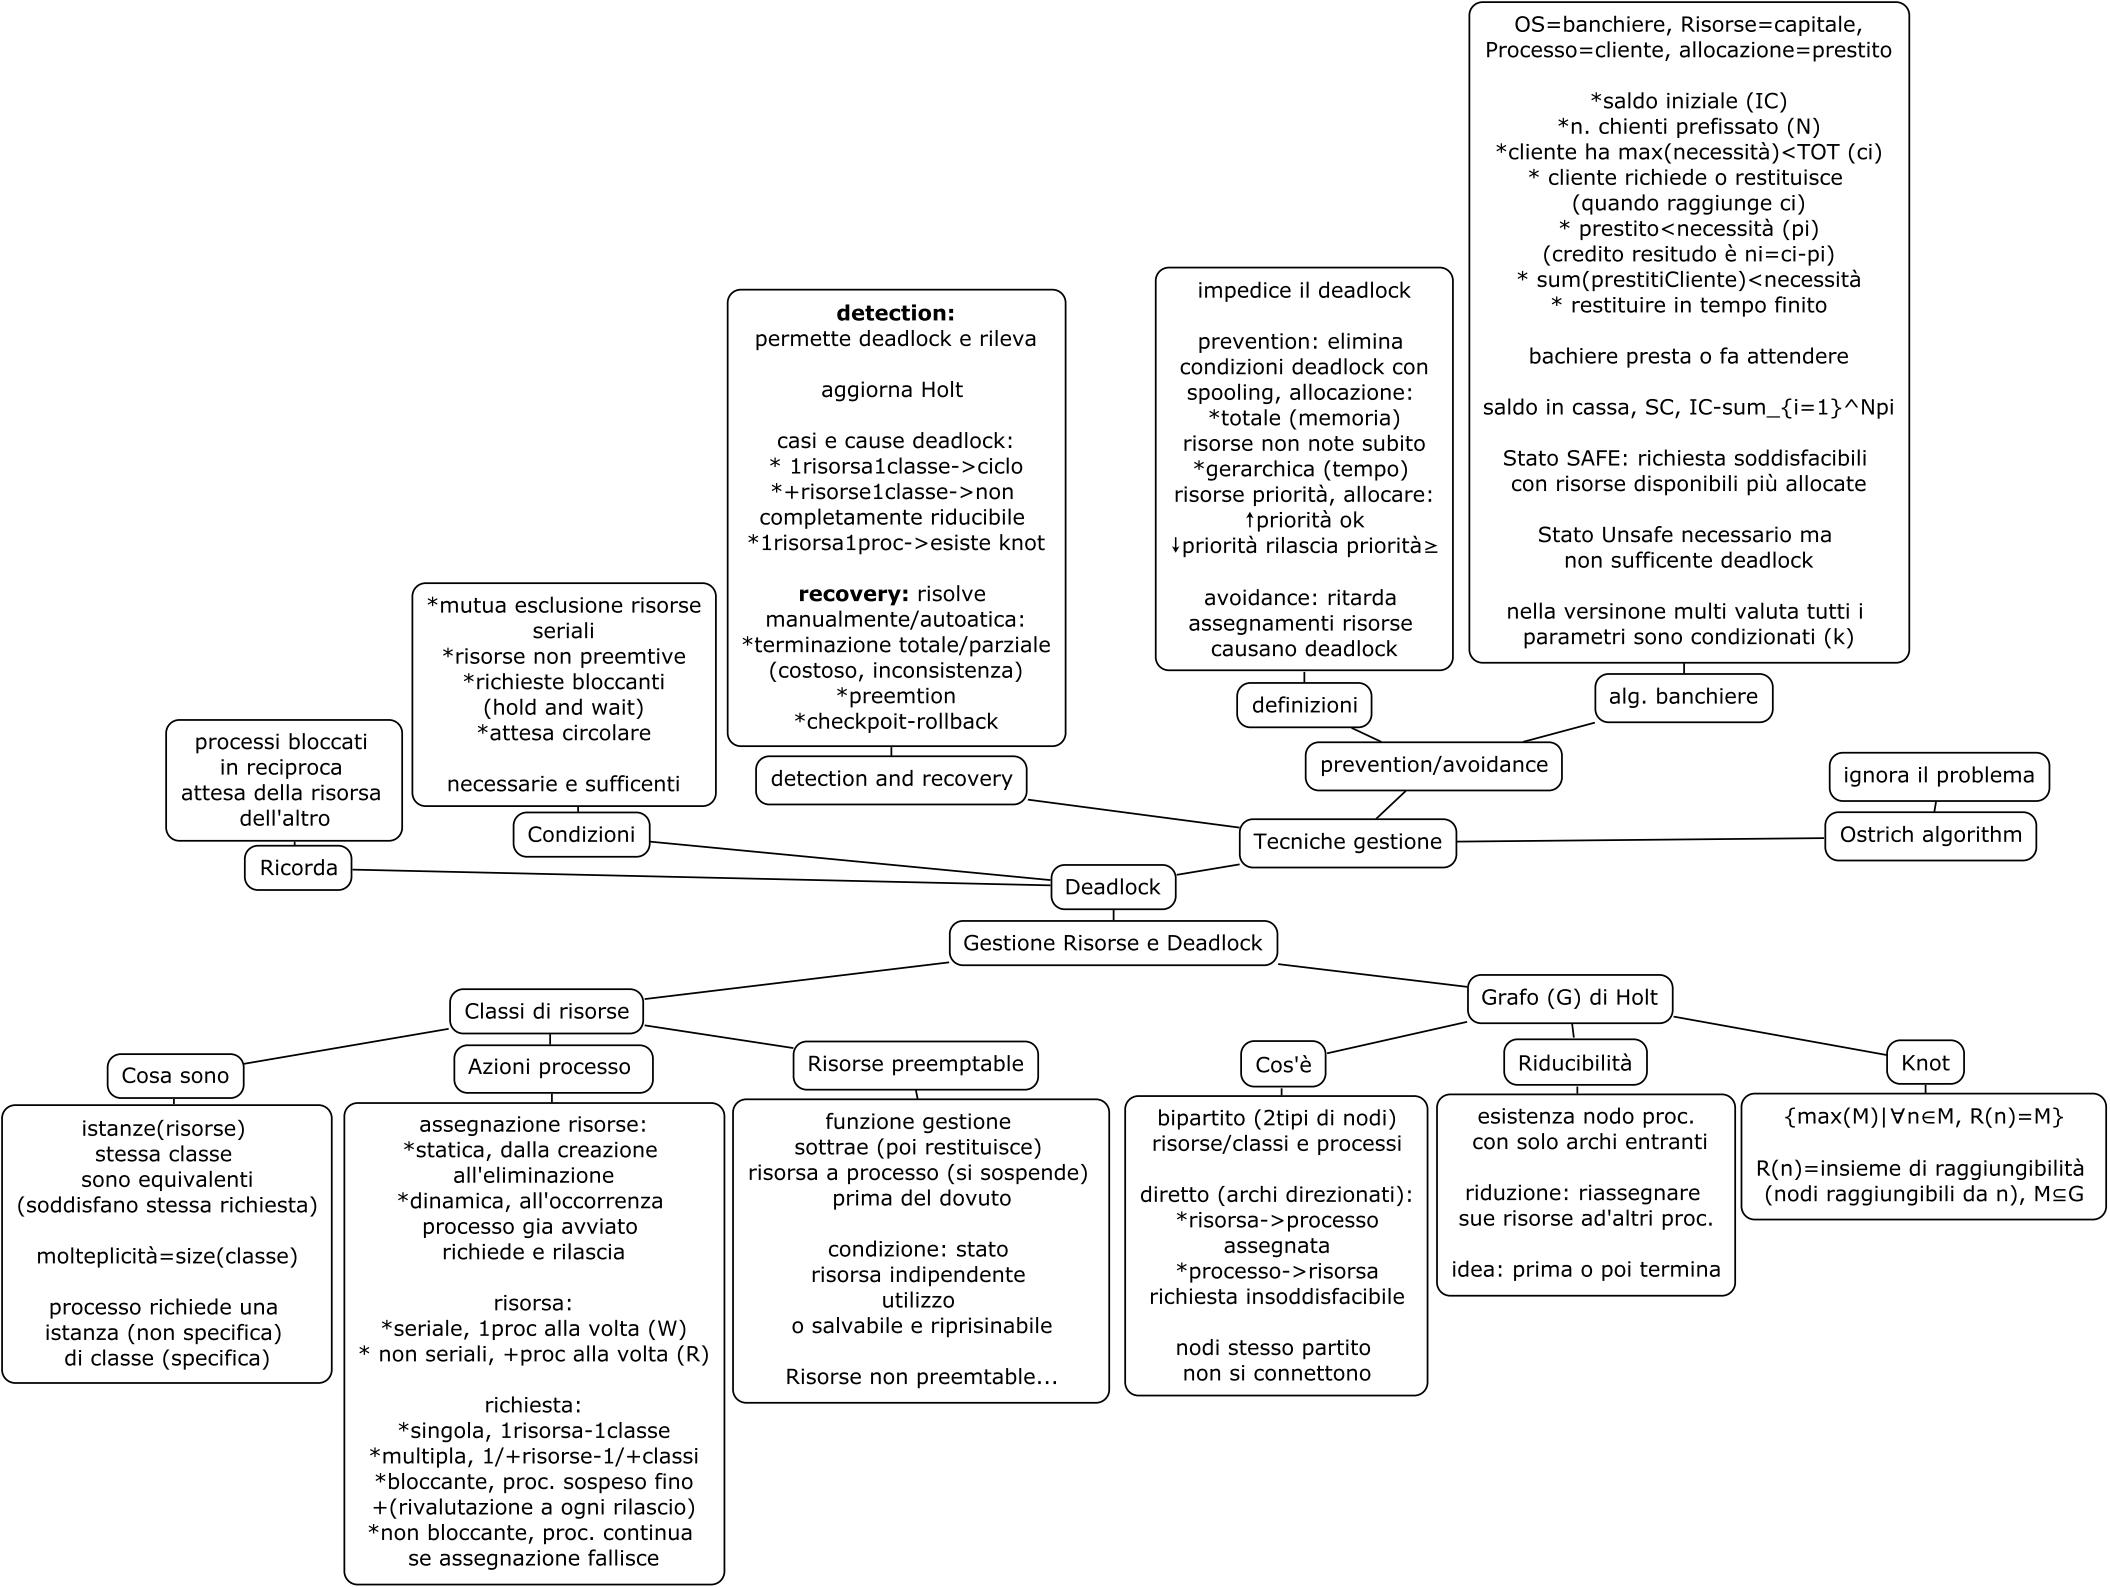 OS=banchiere, Risorse=capitale,
Processo=cliente, allocazione=prestito
*saldo iniziale (IC)
*n. chienti prefissato (N)
*cliente ha max(necessità)<TOT (ci)
* cliente richiede o restituisce
(quando raggiunge ci)
* prestito<necessità (pi)
(credito resitudo è ni=ci-pi)
* sum(prestitiCliente)<necessità
* restituire in tempo finito
bachiere presta o fa attendere
saldo in cassa, SC, IC-sum_{i=1}^Npi
Stato SAFE: richiesta soddisfacibili
con risorse disponibili più allocate
Stato Unsafe necessario ma
non sufficente deadlock
nella versinone multi valuta tutti i
parametri sono condizionati (k)
alg. banchiere
impedice il deadlock
prevention: elimina
condizioni deadlock con
spooling, allocazione:
*totale (memoria)
risorse non note subito
*gerarchica (tempo)
risorse priorità, allocare:
↑priorità ok
↓priorità rilascia priorità≥
avoidance: ritarda
assegnamenti risorse
causano deadlock
definizioni
prevention/avoidance
detection:
permette deadlock e rileva
aggiorna Holt
casi e cause deadlock:
* 1risorsa1classe->ciclo
*+risorse1classe->non
completamente riducibile
*1risorsa1proc->esiste knot
recovery: risolve
manualmente/autoatica:
*terminazione totale/parziale
(costoso, inconsistenza)
*preemtion
*checkpoit-rollback
detection and recovery
*mutua esclusione risorse
seriali
*risorse non preemtive
*richieste bloccanti
(hold and wait)
*attesa circolare
necessarie e sufficenti
Condizioni
processi bloccati
in reciproca
attesa della risorsa
dell'altro
Ricorda
ignora il problema
Ostrich algorithm
Tecniche gestione
Deadlock
Gestione Risorse e Deadlock
Classi di risorse
Cosa sono
istanze(risorse)
stessa classe
sono equivalenti
(soddisfano stessa richiesta)
molteplicità=size(classe)
processo richiede una
istanza (non specifica)
di classe (specifica)
Azioni processo
assegnazione risorse:
*statica, dalla creazione
all'eliminazione
*dinamica, all'occorrenza
processo gia avviato
richiede e rilascia
risorsa:
*seriale, 1proc alla volta (W)
* non seriali, +proc alla volta (R)
richiesta:
*singola, 1risorsa-1classe
*multipla, 1/+risorse-1/+classi
*bloccante, proc. sospeso fino
+(rivalutazione a ogni rilascio)
*non bloccante, proc. continua
se assegnazione fallisce
Risorse preemptable
funzione gestione
sottrae (poi restituisce)
risorsa a processo (si sospende)
prima del dovuto
condizione: stato
risorsa indipendente
utilizzo
o salvabile e riprisinabile
Risorse non preemtable...
Grafo (G) di Holt
Cos'è
bipartito (2tipi di nodi)
risorse/classi e processi
diretto (archi direzionati):
*risorsa->processo
assegnata
*processo->risorsa
richiesta insoddisfacibile
nodi stesso partito
non si connettono
Riducibilità
esistenza nodo proc.
con solo archi entranti
riduzione: riassegnare
sue risorse ad'altri proc.
idea: prima o poi termina
Knot
{max(M)|∀n∈M, R(n)=M}
R(n)=insieme di raggiungibilità
(nodi raggiungibili da n), M⊆G